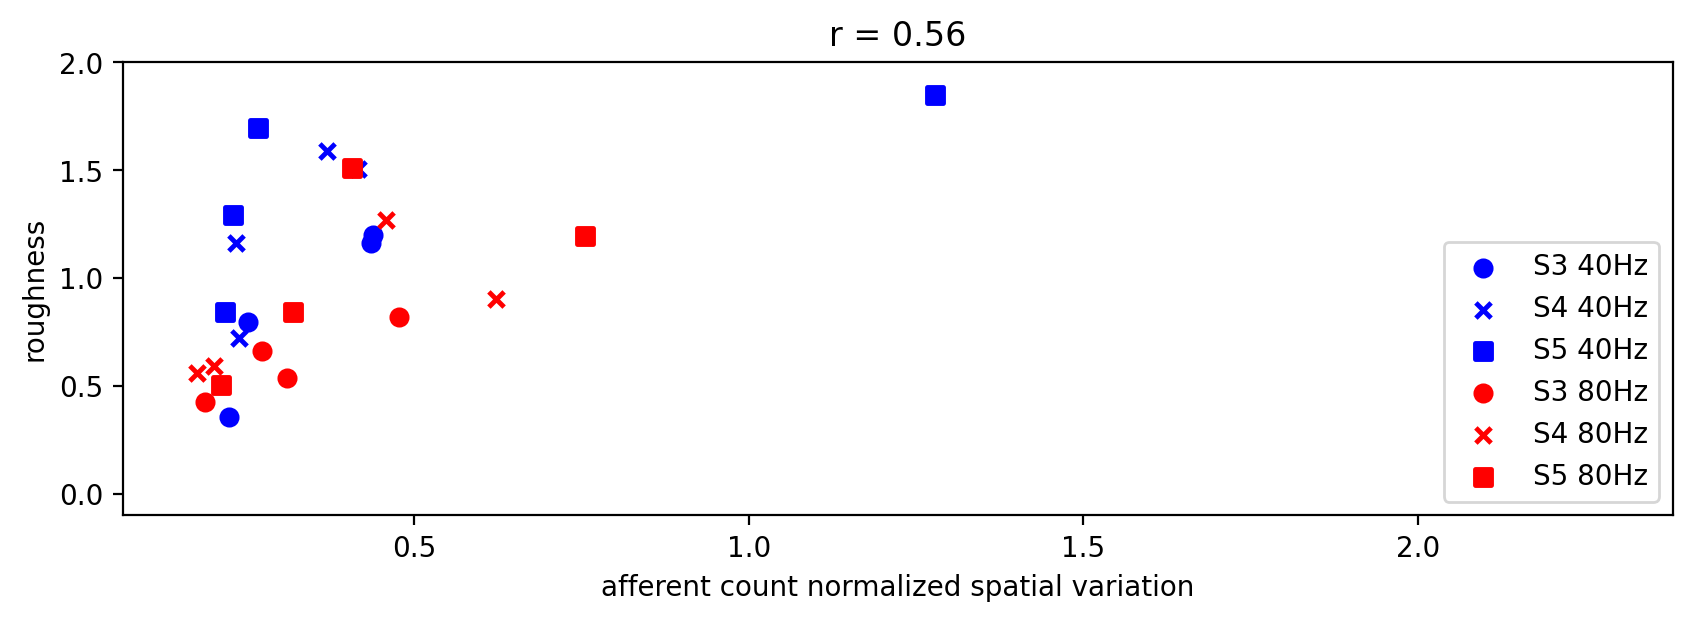 r = 0.56
2.0
1.5
1.0
0.5
0.0
roughness
S3 40Hz
S4 40Hz
S5 40Hz
S3 80Hz
S4 80Hz
S5 80Hz
0.5 1.0 1.5 2.0
afferent count normalized spatial variation